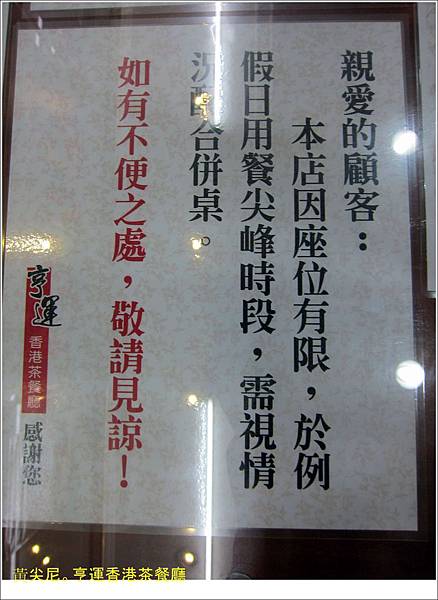 親愛的顧客：
本店因座位有限，於例
假日用餐尖峰時段，需視情
況配合併桌。
如有不便之處，敬請見諒！
亨運
香港茶餐廳
感謝您
黃尖尼。亨運香港茶餐廳